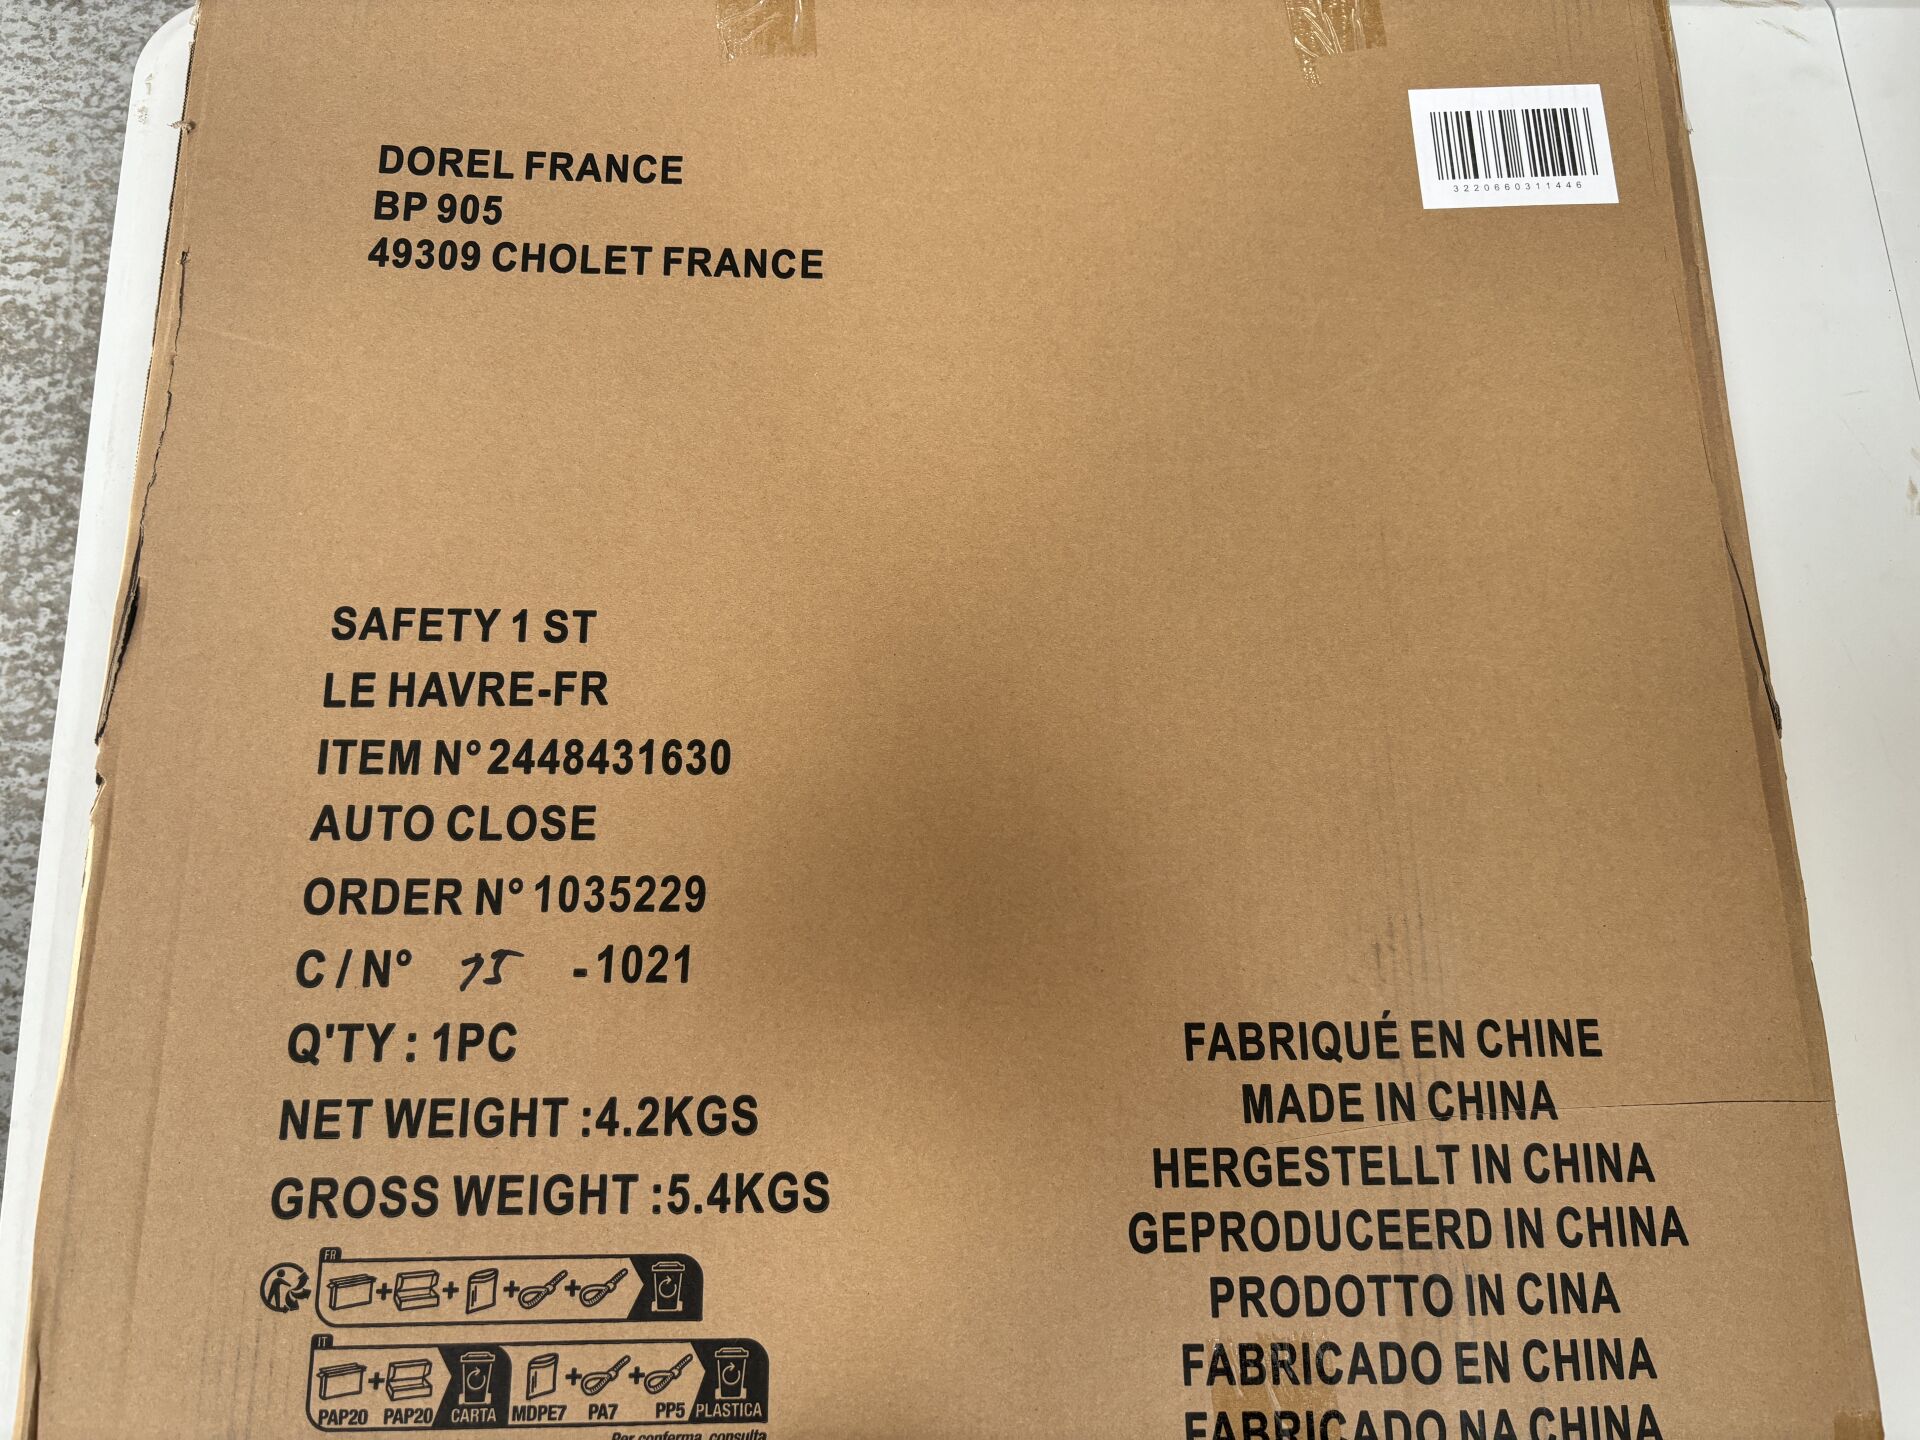 DOREL FRANCE
BP 905
49309 CHOLET FRANCE
3220660311446
SAFETY 1 ST
LE HAVRE-FR
ITEM N° 2448431630
AUTO CLOSE
ORDER N° 1035229
C / N° 75 - 1021
Q'TY : 1PC
NET WEIGHT :4.2KGS
GROSS WEIGHT :5.4KGS
FR
+ + + +
IT
+ + +
PAP20 PAP20 CARTA MDPE7 PA7 PP5 PLASTICA
Per conferma, consulta
FABRIQUÉ EN CHINE
MADE IN CHINA
HERGESTELLT IN CHINA
GEPRODUCEERD IN CHINA
PRODOTTO IN CINA
FABRICADO EN CHINA
FABRICADO NA CHINA